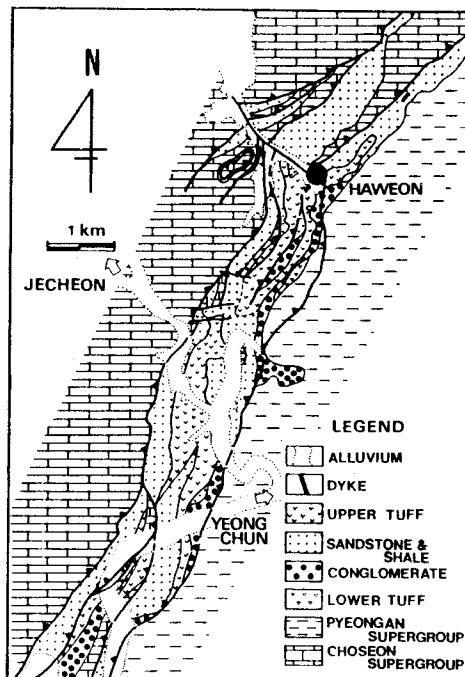 N
1 km
JECHEON
HAWEON
YEONG
-CHUN
LEGEND
ALLUVIUM
DYKE
UPPER TUFF
SANDSTONE &
SHALE
CONGLOMERATE
LOWER TUFF
PYEONGAN
SUPERGROUP
CHOSEON
SUPERGROUP